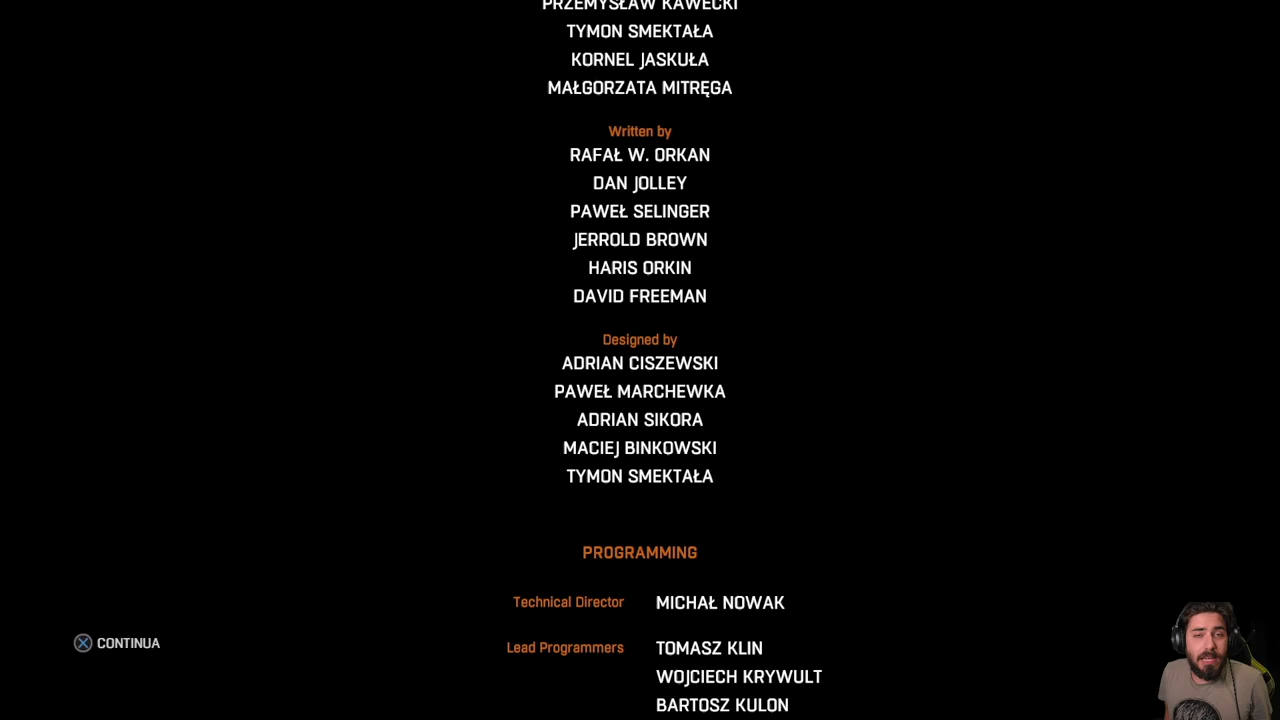 PRZEMYSŁAW KAWECKI
TYMON SMEKTAŁA
KORNEL JASKUŁA
MAŁGORZATA MITRĘGA
Written by
RAFAŁ W. ORKAN
DAN JOLLEY
PAWEŁ SELINGER
JERROLD BROWN
HARIS ORKIN
DAVID FREEMAN
Designed by
ADRIAN CISZEWSKI
PAWEŁ MARCHEWKA
ADRIAN SIKORA
MACIEJ BINKOWSKI
TYMON SMEKTAŁA
PROGRAMMING
Technical Director MICHAŁ NOWAK
Lead Programmers TOMASZ KLIN
WOJCIECH KRYWULT
BARTOSZ KULON
CONTINUA